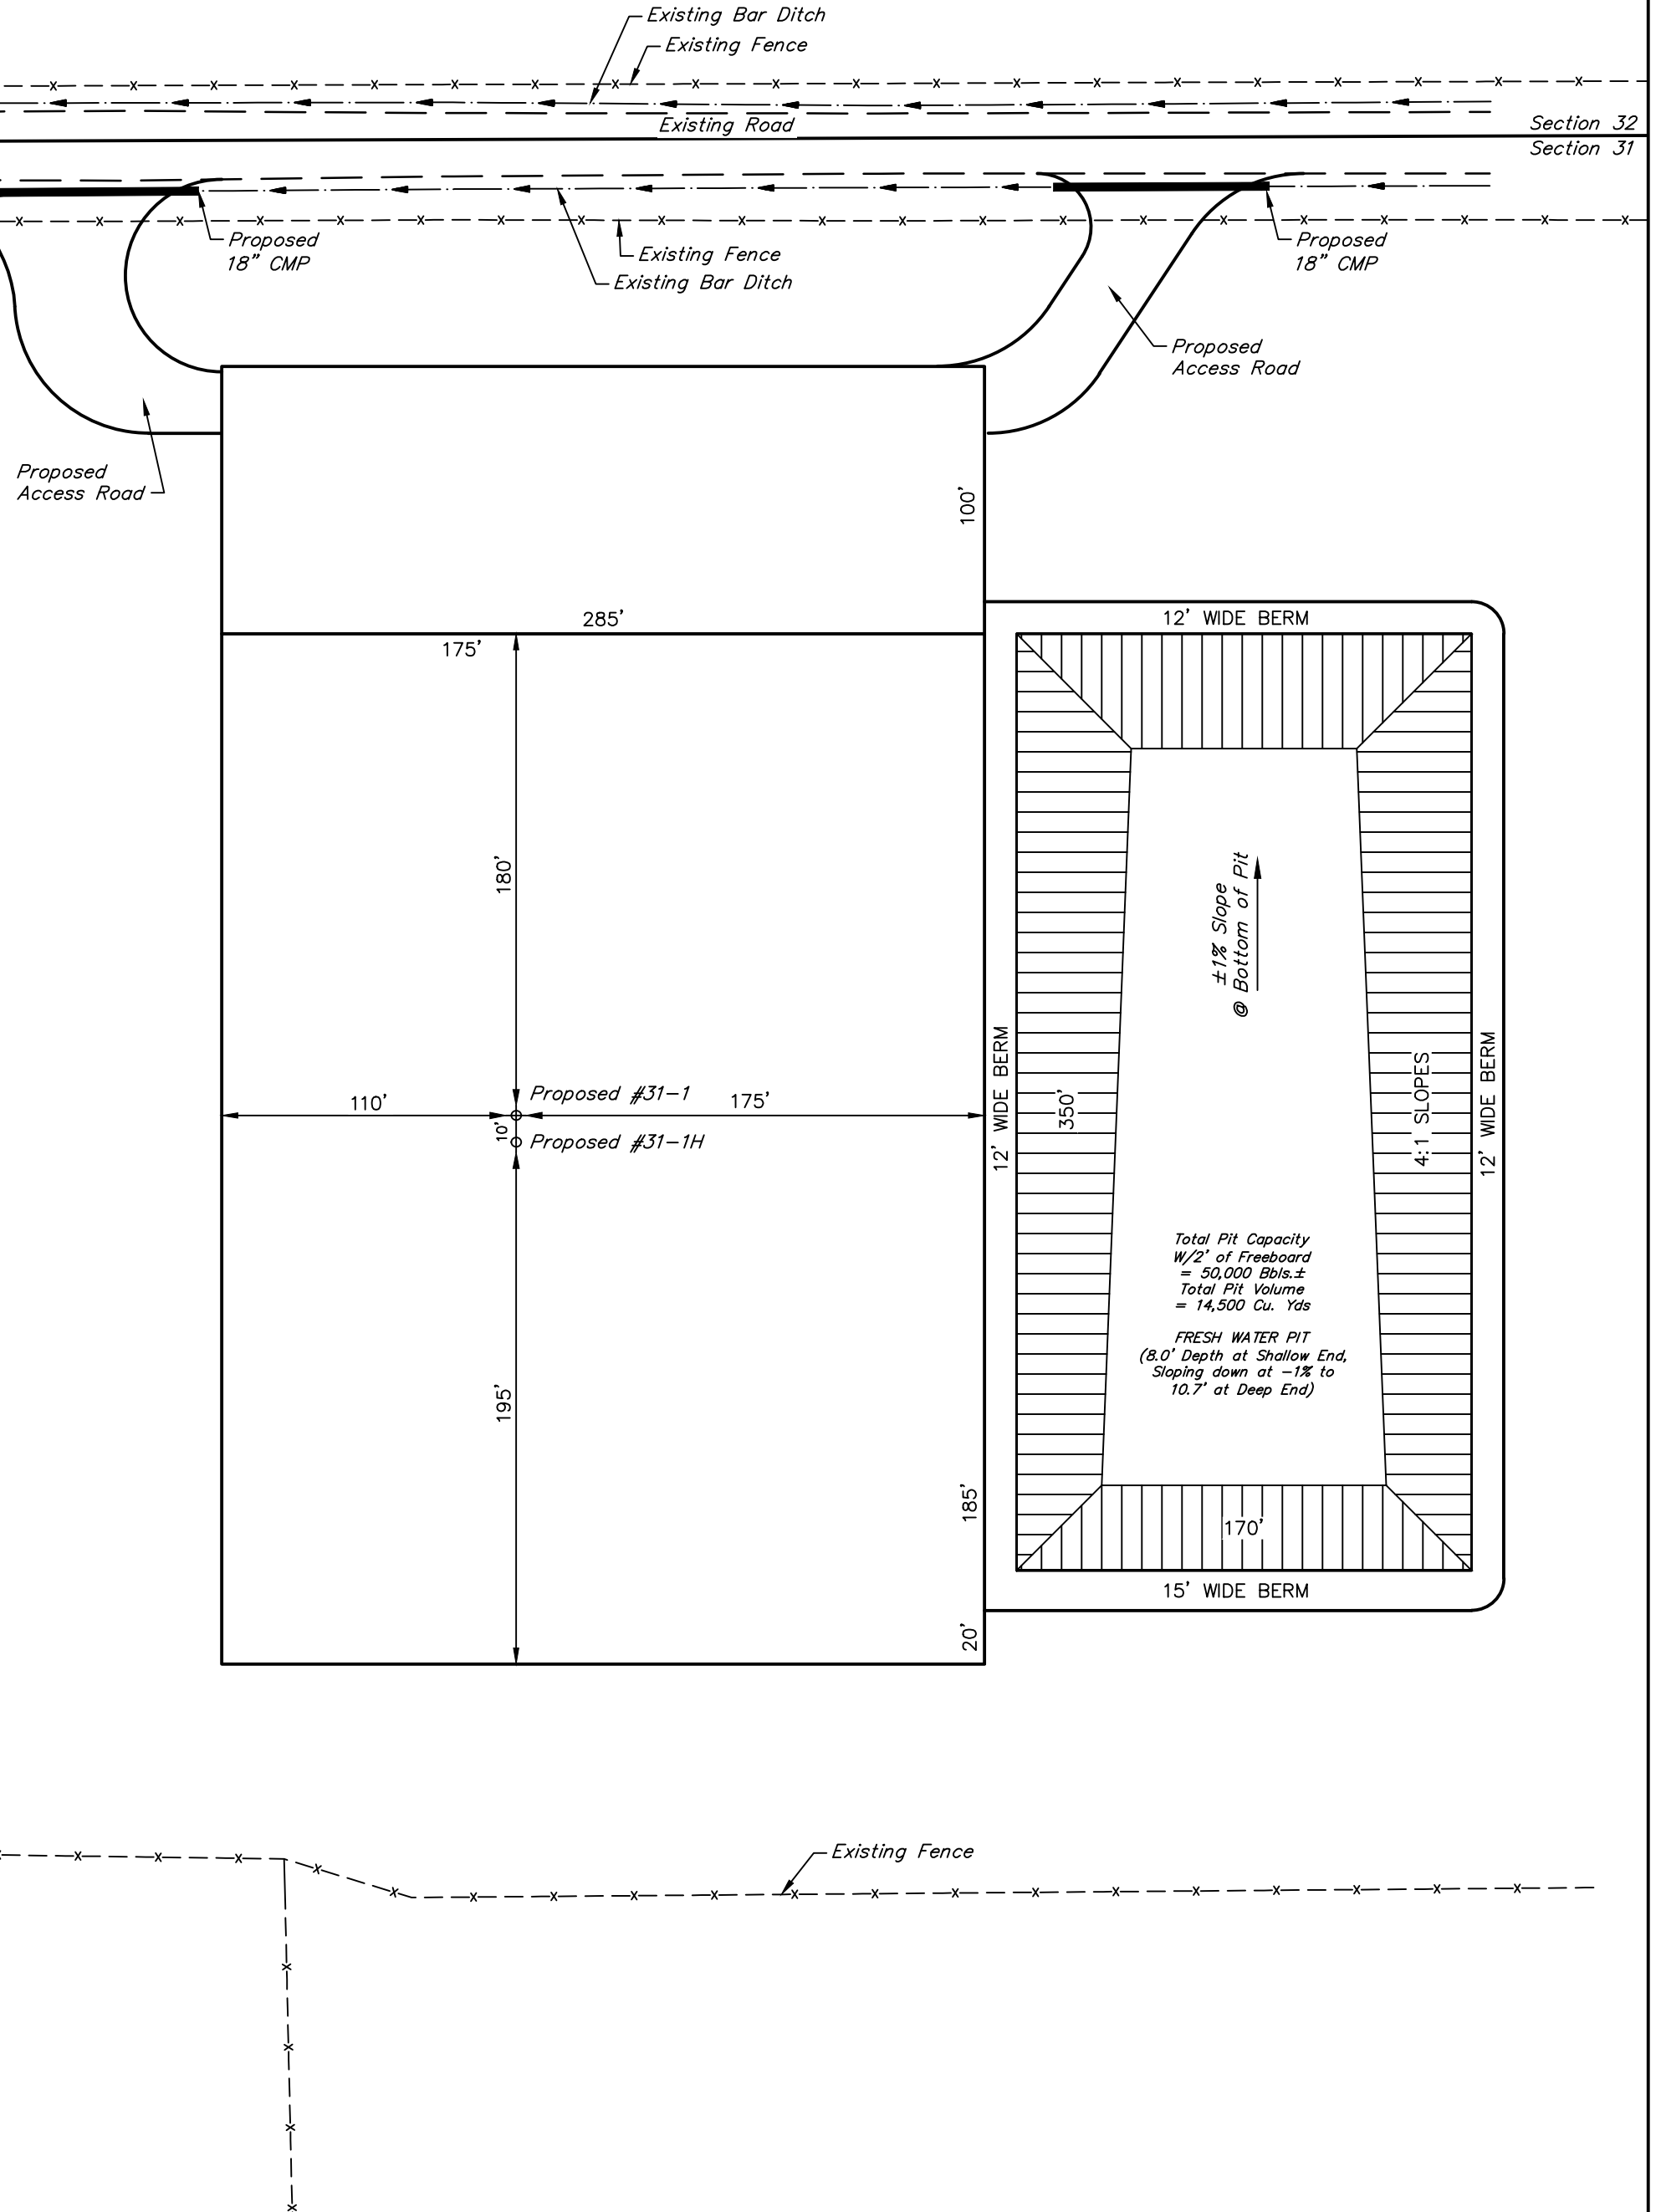 Existing Bar Ditch
Existing Fence
Existing Road
Section 32
Section 31
Proposed
18" CMP
Existing Fence
Existing Bar Ditch
Proposed
18" CMP
Proposed
Access Road
Proposed
Access Road
100'
285'
175'
12' WIDE BERM
180'
±1% Slope
@ Bottom of Pit
110'
Proposed #31-1
175'
10'
Proposed #31-1H
12' WIDE BERM
350'
4:1 SLOPES
12' WIDE BERM
Total Pit Capacity
W/2' of Freeboard
= 50,000 Bbls.±
Total Pit Volume
= 14,500 Cu. Yds
FRESH WATER PIT
(8.0' Depth at Shallow End,
Sloping down at -1% to
10.7' at Deep End)
195'
185'
170'
15' WIDE BERM
20'
Existing Fence